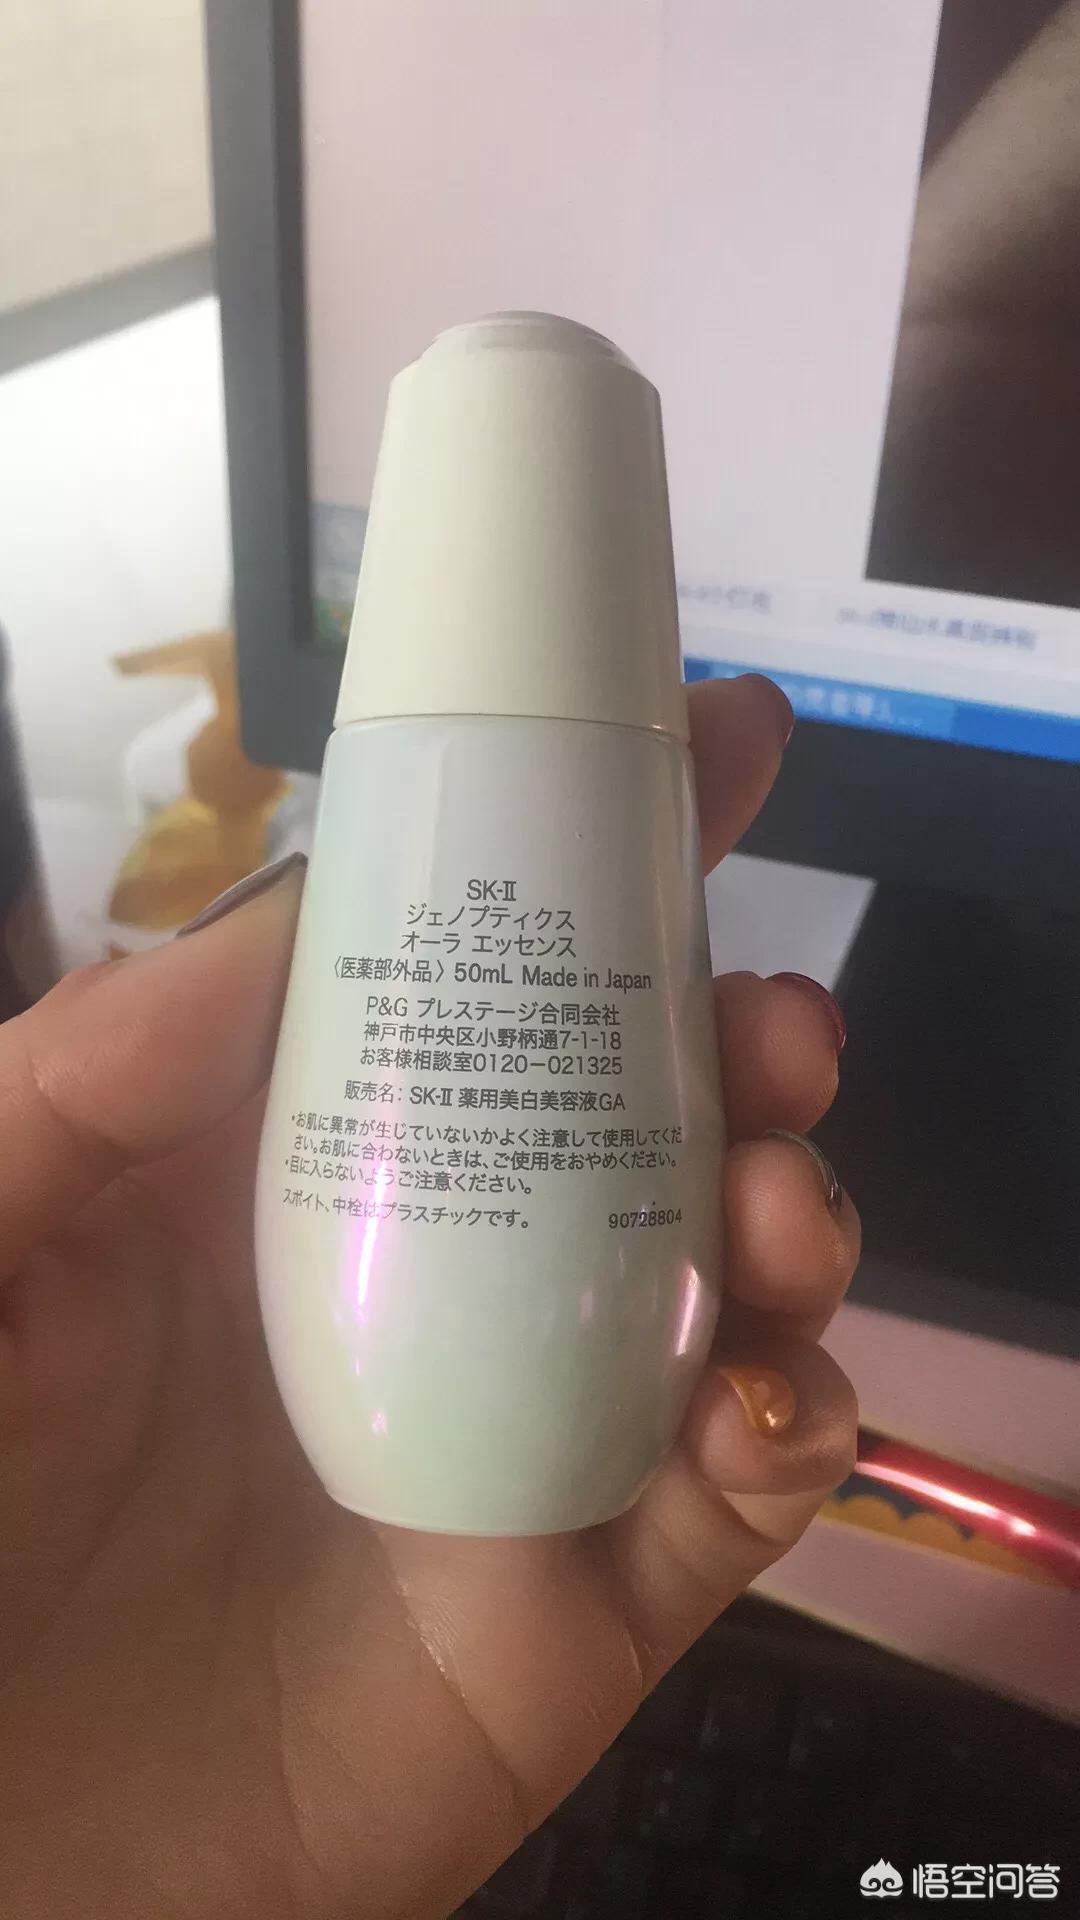 SK-Ⅱ
ジェノプティクス
オーラ エッセンス
〈医薬部外品〉50mL Made in Japan
P&G プレステージ合同会社
神戸市中央区小野柄通7-1-18
お客様相談室0120-021325
販売名: SK-Ⅱ 薬用美白美容液GA
・お肌に異常が生じていないかよく注意して使用してくだ
さい。お肌に合わないときは、ご使用をおやめください。
・目に入らないようご注意ください。
スポイト、中栓はプラスチックです。 90728804
悟空问答